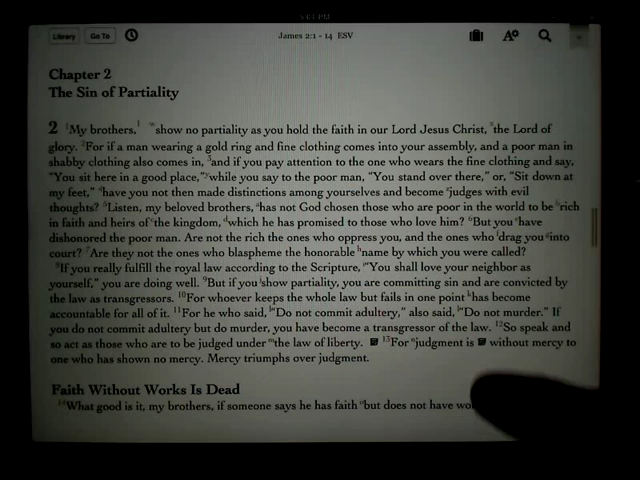 Library Go To James 2:1 - 14 ESV A
Chapter 2
The Sin of Partiality
2 1My brothers, 1 show no partiality as you hold the faith in our Lord Jesus Christ, the Lord of
glory. 2For if a man wearing a gold ring and fine clothing comes into your assembly, and a poor man in
shabby clothing also comes in, 3and if you pay attention to the one who wears the fine clothing and say,
“You sit here in a good place,” while you say to the poor man, “You stand over there,” or, “Sit down at
my feet,” 4have you not then made distinctions among yourselves and become judges with evil
thoughts? 5Listen, my beloved brothers, has not God chosen those who are poor in the world to be rich
in faith and heirs of the kingdom, which he has promised to those who love him? 6But you have
dishonored the poor man. Are not the rich the ones who oppress you, and the ones who drag you into
court? 7Are they not the ones who blaspheme the honorable name by which you were called?
8If you really fulfill the royal law according to the Scripture, “You shall love your neighbor as
yourself,” you are doing well. 9But if you show partiality, you are committing sin and are convicted by
the law as transgressors. 10For whoever keeps the whole law but fails in one point has become
accountable for all of it. 11For he who said, “Do not commit adultery,” also said, “Do not murder.” If
you do not commit adultery but do murder, you have become a transgressor of the law. 12So speak and
so act as those who are to be judged under the law of liberty. 13For judgment is without mercy to
one who has shown no mercy. Mercy triumphs over judgment.
Faith Without Works Is Dead
14What good is it, my brothers, if someone says he has faith but does not have